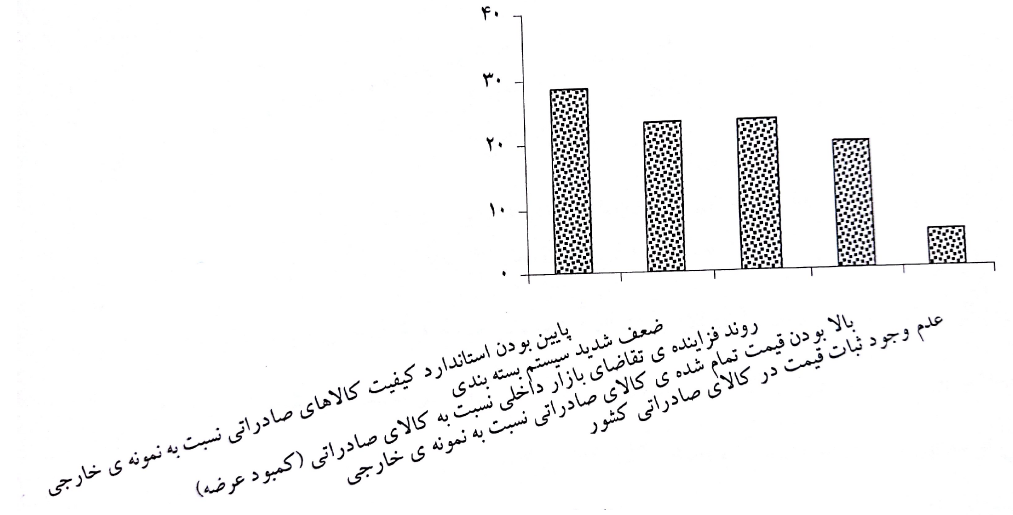 ۴۰
۳۰
۲۰
۱۰
۰
پایین بودن استاندارد کیفیت کالاهای صادراتی نسبت به نمونه ی خارجی
ضعف شدید سیستم بسته بندی
روند فزاینده ی تقاضای بازار داخلی نسبت به کالای صادراتی (کمبود عرضه)
بالا بودن قیمت تمام شده ی کالای صادراتی نسبت به نمونه ی خارجی
عدم وجود ثبات قیمت در کالای صادراتی کشور